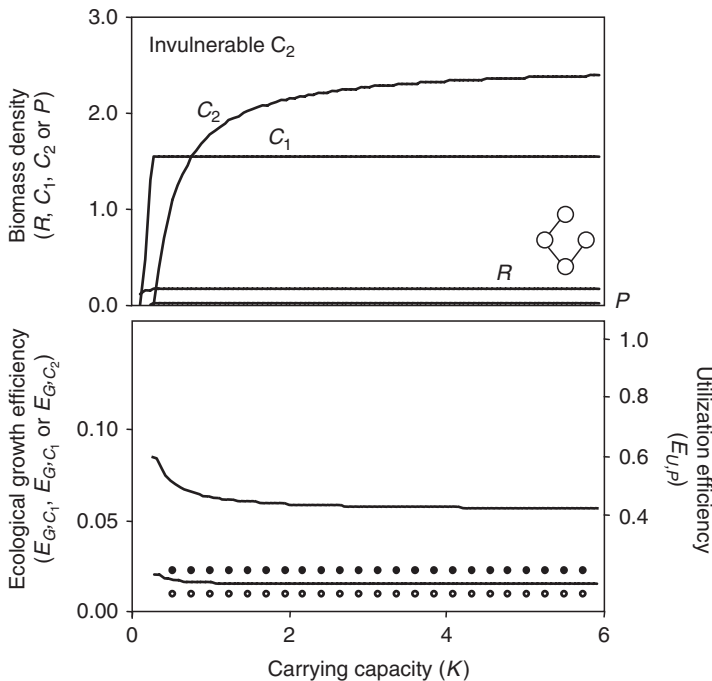 3.0
Invulnerable C₂
C₂
2.0
C₁
1.0
R
0.0
P
Biomass density
(R, C₁, C₂ or P)
1.0
0.8
0.10
0.6
0.05
0.4
0.00
Ecological growth efficiency
(E_G,C₁, E_G,C₁ or E_G,C₂)
Utilization efficiency
(E_U,P)
0 2 4 6
Carrying capacity (K)